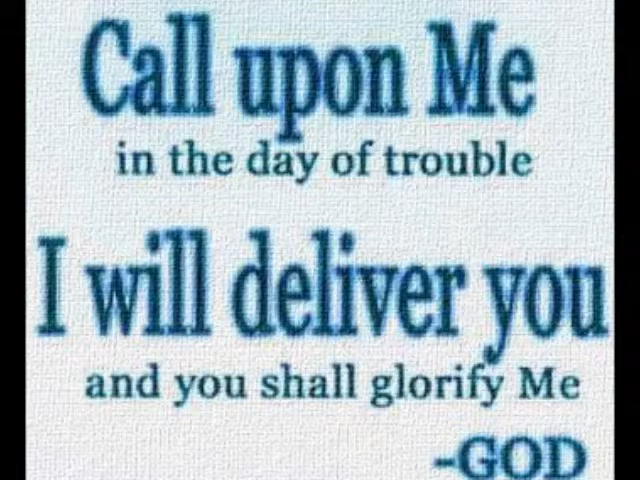 Call upon Me
in the day of trouble
I will deliver you
and you shall glorify Me
-GOD